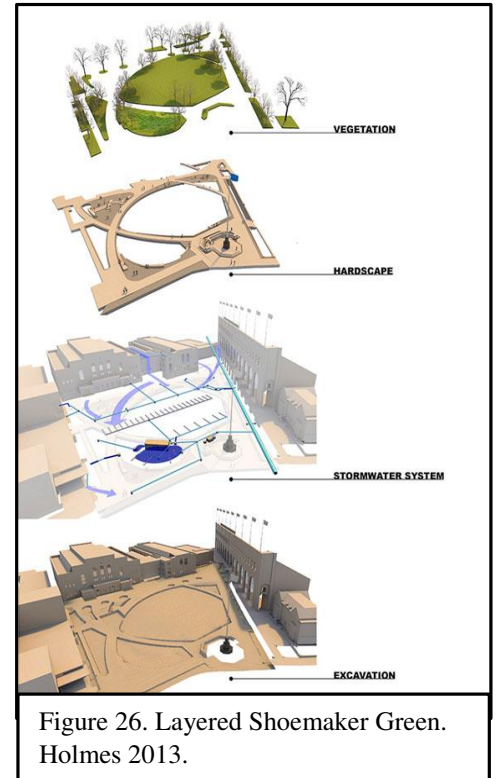 VEGETATION
HARDSCAPE
STORMWATER SYSTEM
EXCAVATION
Figure 26. Layered Shoemaker Green.
Holmes 2013.